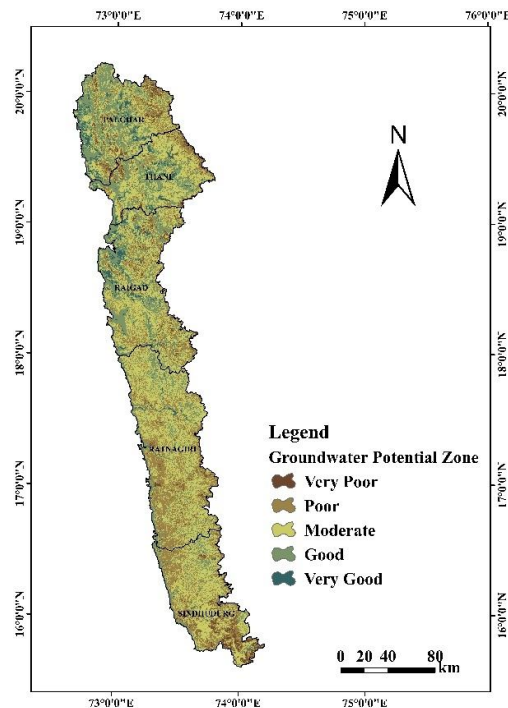 73°0'0"E 74°0'0"E 75°0'0"E 76°0'0"E
20°0'0"N 20°0'0"N
19°0'0"N 19°0'0"N
18°0'0"N 18°0'0"N
17°0'0"N 17°0'0"N
16°0'0"N 16°0'0"N
N
PALGHAR
THANE
RAIGAD
RATNAGIRI
SINDHUDURG
Legend
Groundwater Potential Zone
Very Poor
Poor
Moderate
Good
Very Good
0 20 40 80
km
73°0'0"E 74°0'0"E 75°0'0"E